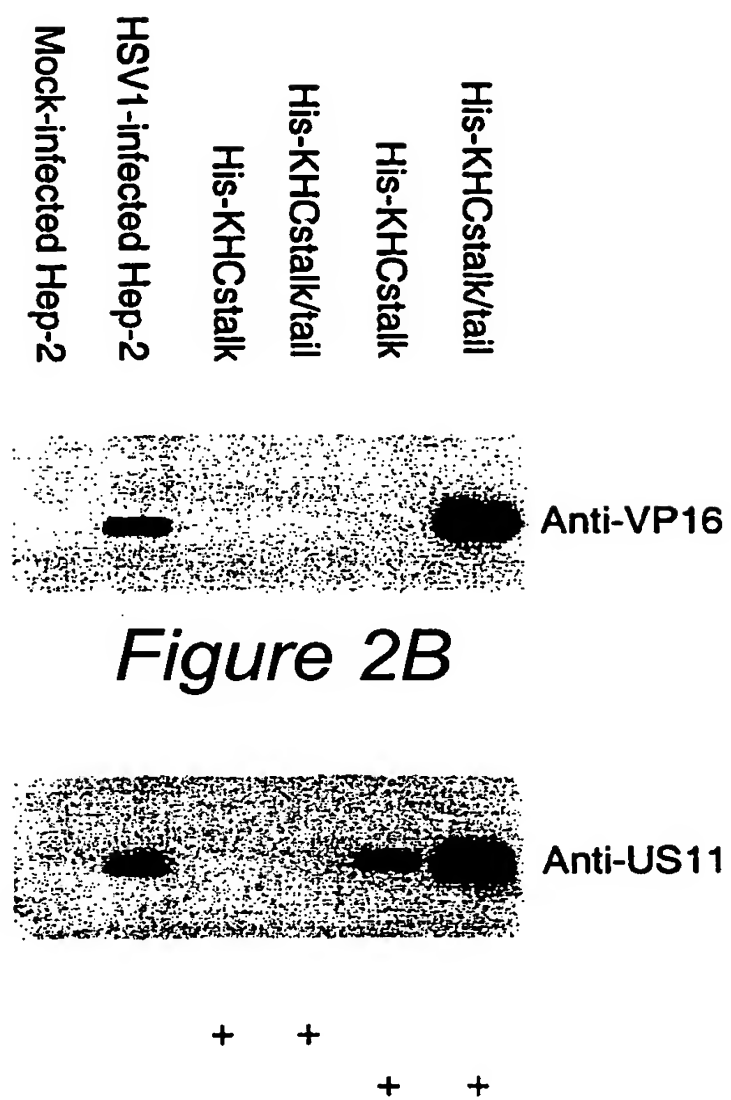 Mock-infected Hep-2
HSV1-infected Hep-2
His-KHCstalk
His-KHCstalk/tail
His-KHCstalk
His-KHCstalk/tail
Anti-VP16
Figure 2B
Anti-US11
+ +
+ +